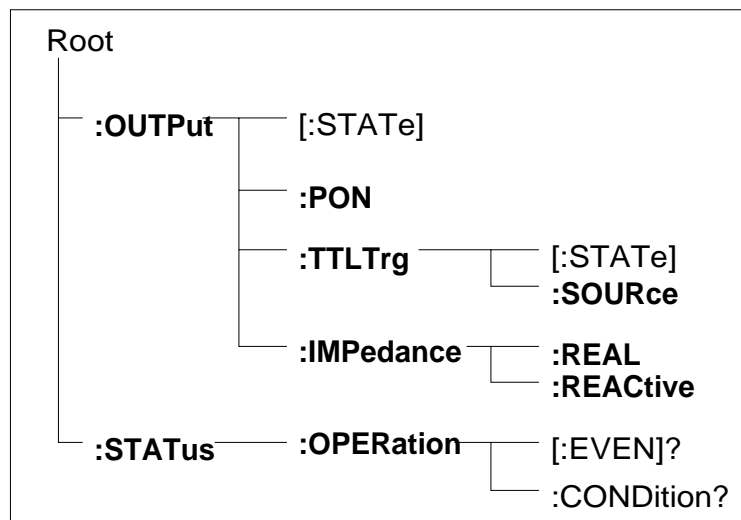 Root
:OUTPut [:STATe]
:PON
:TTLTrg [:STATe]
:SOURce
:IMPedance :REAL
:REACtive
:STATus :OPERation [:EVEN]?
:CONDition?